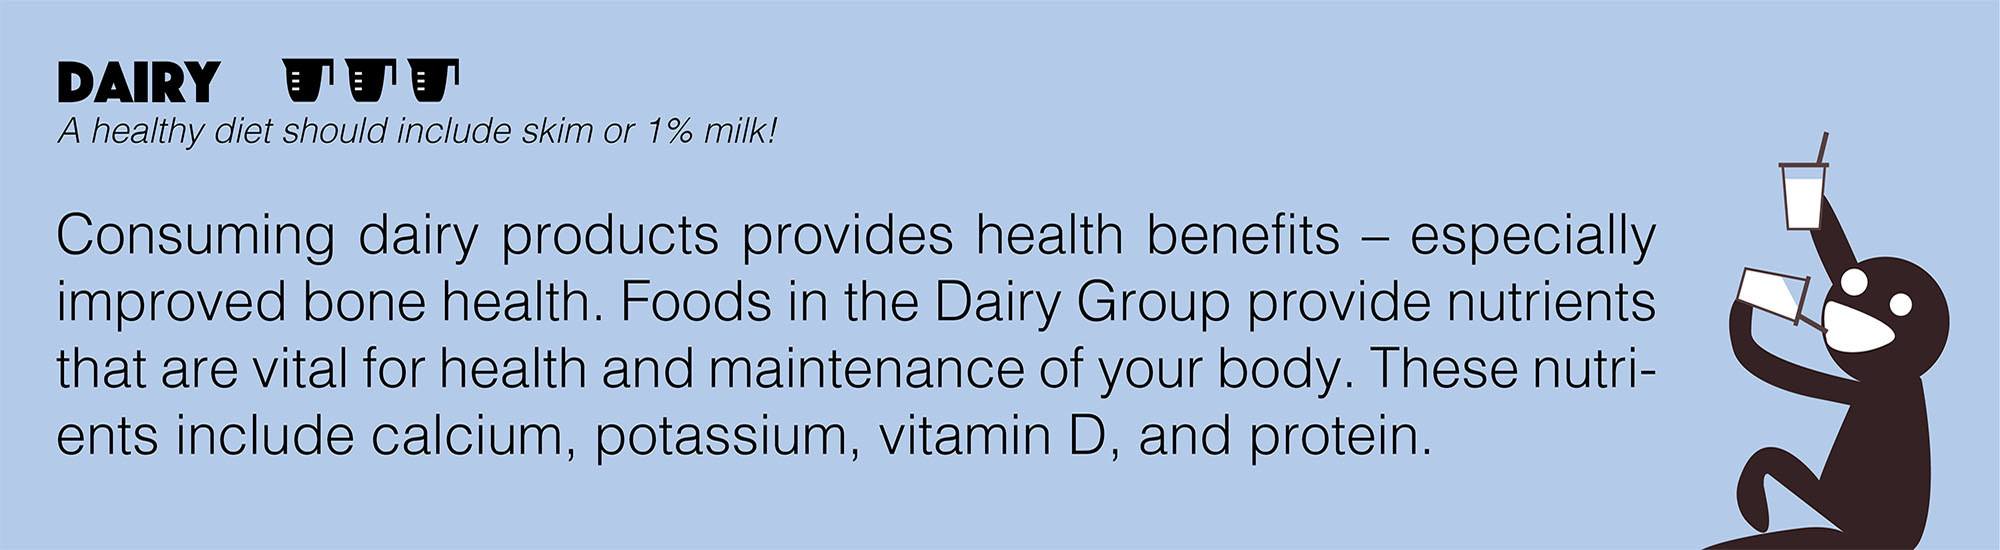 DAIRY
A healthy diet should include skim or 1% milk!
Consuming dairy products provides health benefits – especially
improved bone health. Foods in the Dairy Group provide nutrients
that are vital for health and maintenance of your body. These nutri-
ents include calcium, potassium, vitamin D, and protein.